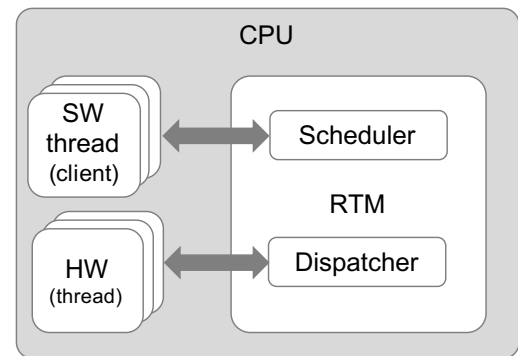 CPU
SW
thread
(client)
Scheduler
RTM
HW
(thread)
Dispatcher